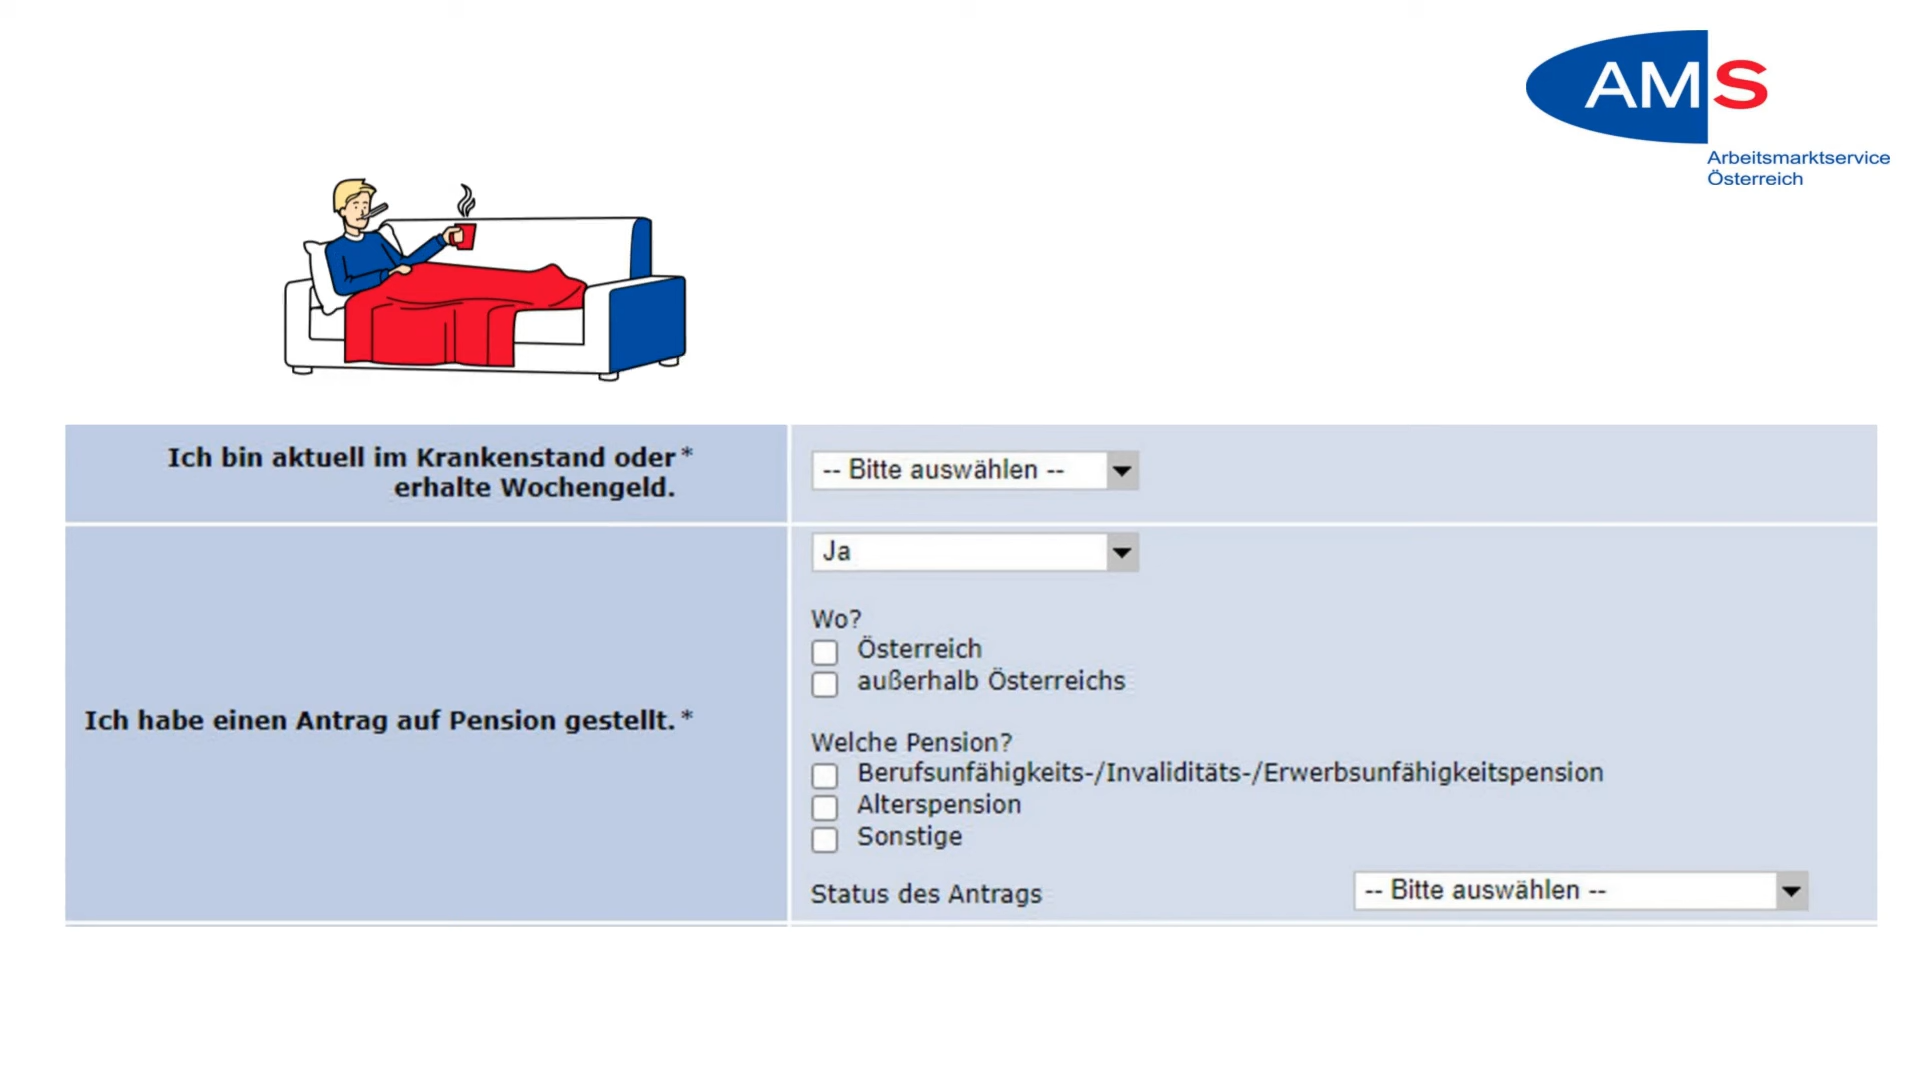 AMS
Arbeitsmarktservice
Österreich
Ich bin aktuell im Krankenstand oder*
erhalte Wochengeld.
-- Bitte auswählen --
Ich habe einen Antrag auf Pension gestellt.*
Ja
Wo?
Österreich
außerhalb Österreichs
Welche Pension?
Berufsunfähigkeits-/Invaliditäts-/Erwerbsunfähigkeitspension
Alterspension
Sonstige
Status des Antrags
-- Bitte auswählen --